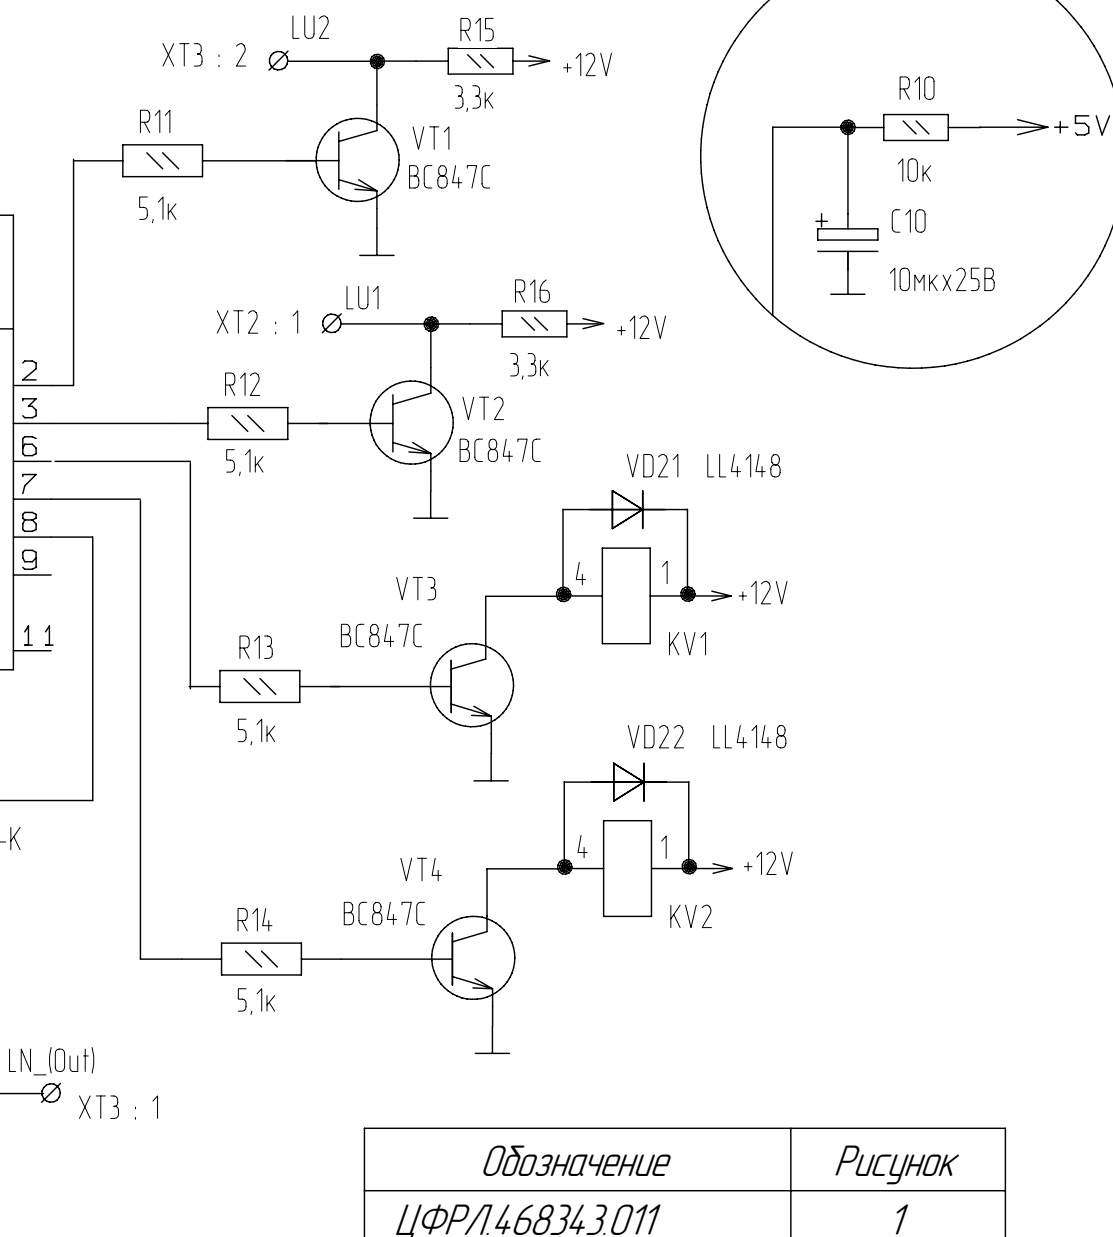 LU2
XT3 : 2
R15
+12V
3,3к
R11
5,1к
VT1
BC847C
R10
+5V
10к
+
C10
10мкх25В
LU1
XT2 : 1
R16
+12V
3,3к
2
3
6
7
8
9
11
R12
5,1к
VT2
BC847C
VD21 LL4148
4
1
+12V
KV1
VT3
BC847C
R13
5,1к
VD22 LL4148
4
1
+12V
KV2
-К
VT4
BC847C
R14
5,1к
LN_(Out)
XT3 : 1
Обозначение
Рисунок
ЦФРЛ.468343.011
1